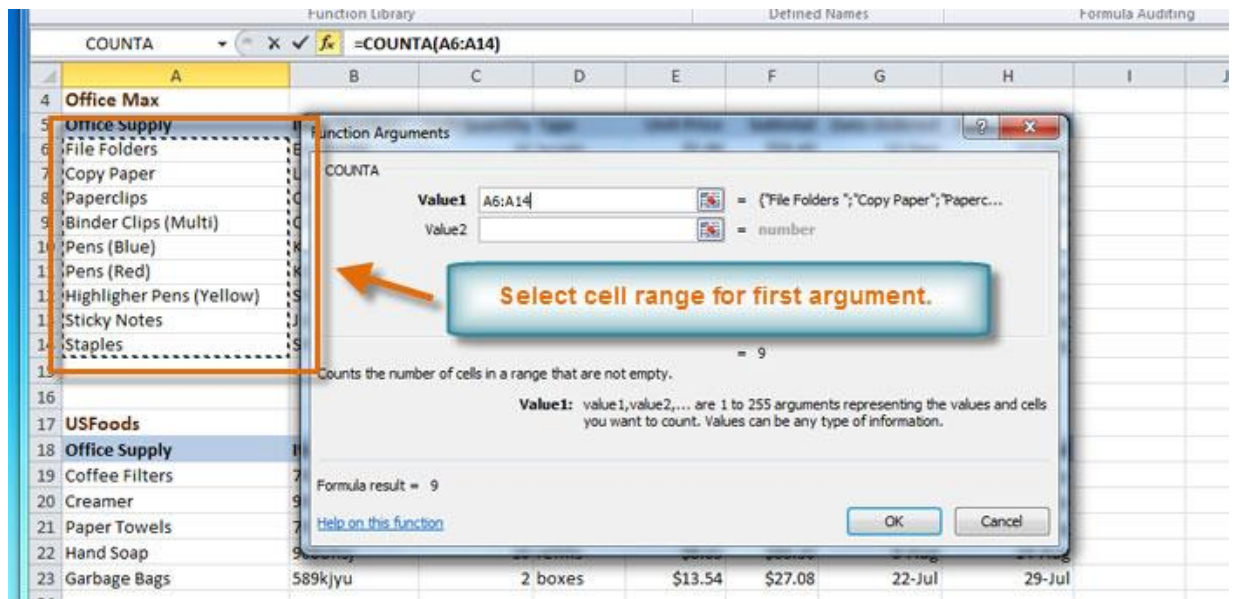 Function Library Defined Names Formula Auditing
COUNTA =COUNTA(A6:A14)
A B C D E F G H I J
4 Office Max
5 Office Supply
6 File Folders
7 Copy Paper
8 Paperclips
9 Binder Clips (Multi)
10 Pens (Blue)
11 Pens (Red)
12 Highligher Pens (Yellow)
13 Sticky Notes
14 Staples
15
16
17 USFoods
18 Office Supply
19 Coffee Filters
20 Creamer
21 Paper Towels
22 Hand Soap
23 Garbage Bags 589kjyu 2 boxes $13.54 $27.08 22-Jul 29-Jul
Function Arguments
COUNTA
Value1 A6:A14 = {"File Folders ";"Copy Paper";"Paperc...
Value2 = number
Select cell range for first argument.
= 9
Counts the number of cells in a range that are not empty.
Value1: value1,value2,... are 1 to 255 arguments representing the values and cells
you want to count. Values can be any type of information.
Formula result = 9
Help on this function OK Cancel